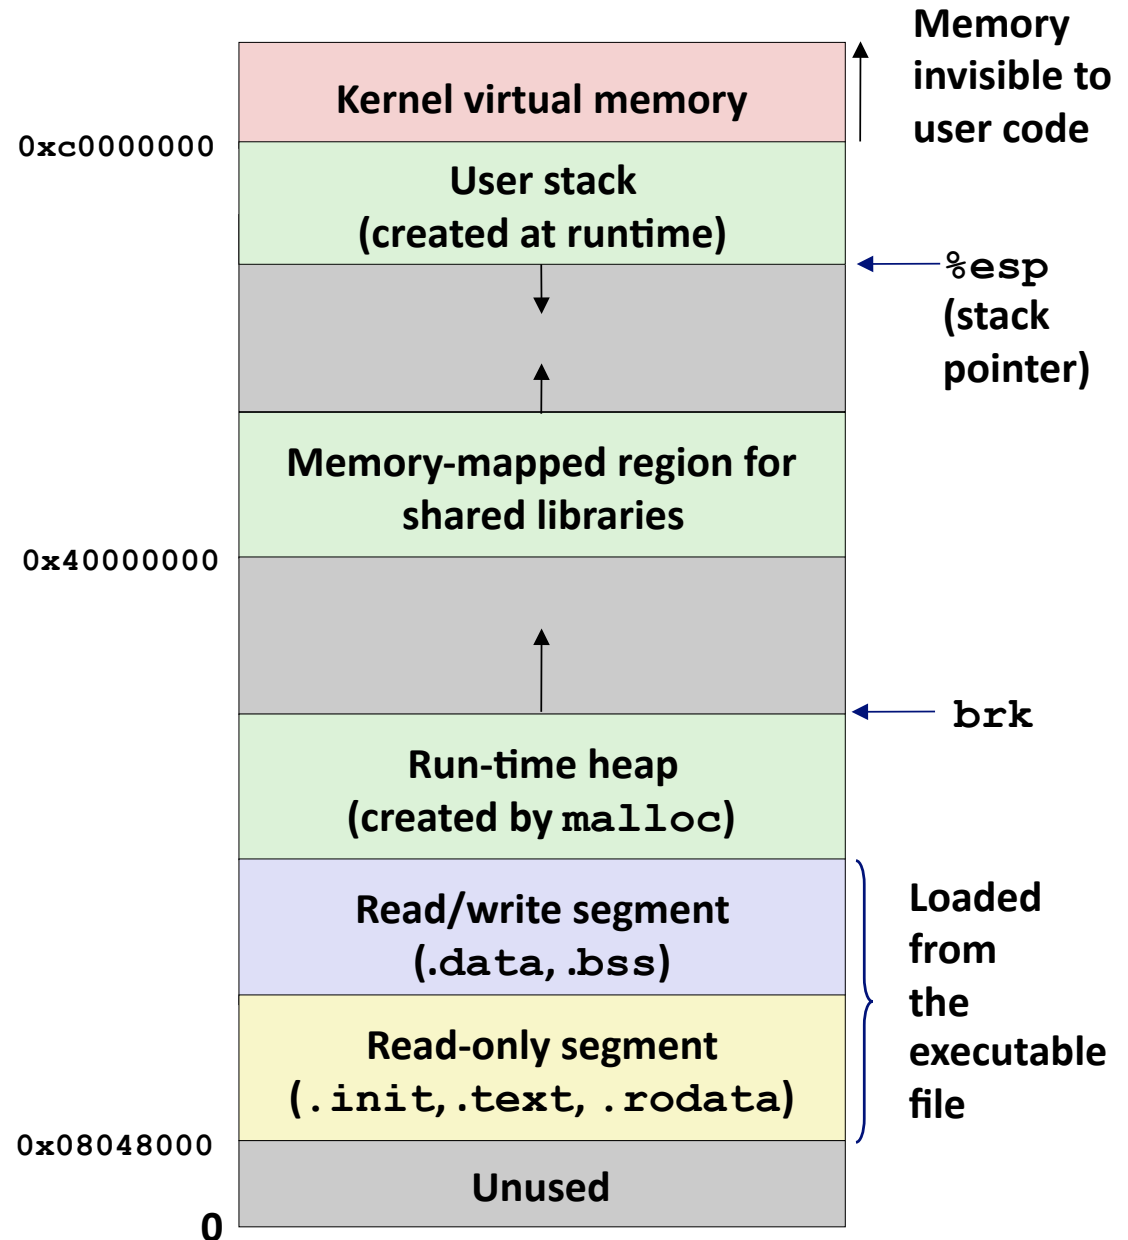 Memory
invisible to
user code
Kernel virtual memory
0xc0000000
User stack
(created at runtime)
%esp
(stack
pointer)
Memory-mapped region for
shared libraries
0x40000000
brk
Run-time heap
(created by malloc)
Read/write segment
(.data, .bss)
Loaded
from
the
executable
file
Read-only segment
(.init, .text, .rodata)
0x08048000
Unused
0